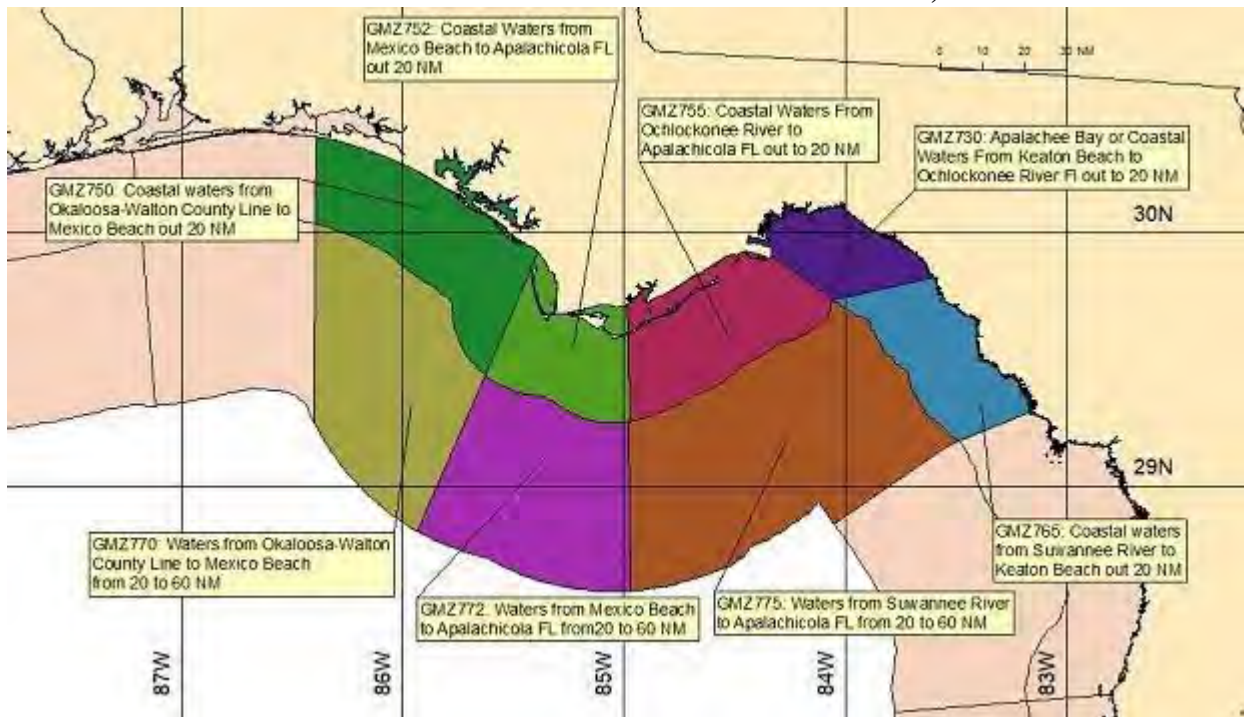 GMZ752: Coastal Waters from
Mexico Beach to Apalachicola FL
out 20 NM
0 10 20 30 NM
GMZ755: Coastal Waters From
Ochlockonee River to
Apalachicola FL out to 20 NM
GMZ730: Apalachee Bay or Coastal
Waters From Keaton Beach to
Ochlockonee River Fl out to 20 NM
GMZ750: Coastal waters from
Okaloosa-Walton County Line to
Mexico Beach out 20 NM
30N
29N
GMZ765: Coastal waters
from Suwannee River to
Keaton Beach out 20 NM
GMZ770: Waters from Okaloosa-Walton
County Line to Mexico Beach
from 20 to 60 NM
GMZ772: Waters from Mexico Beach
to Apalachicola FL from20 to 60 NM
GMZ775: Waters from Suwannee River
to Apalachicola FL from 20 to 60 NM
87W
86W
85W
84W
83W